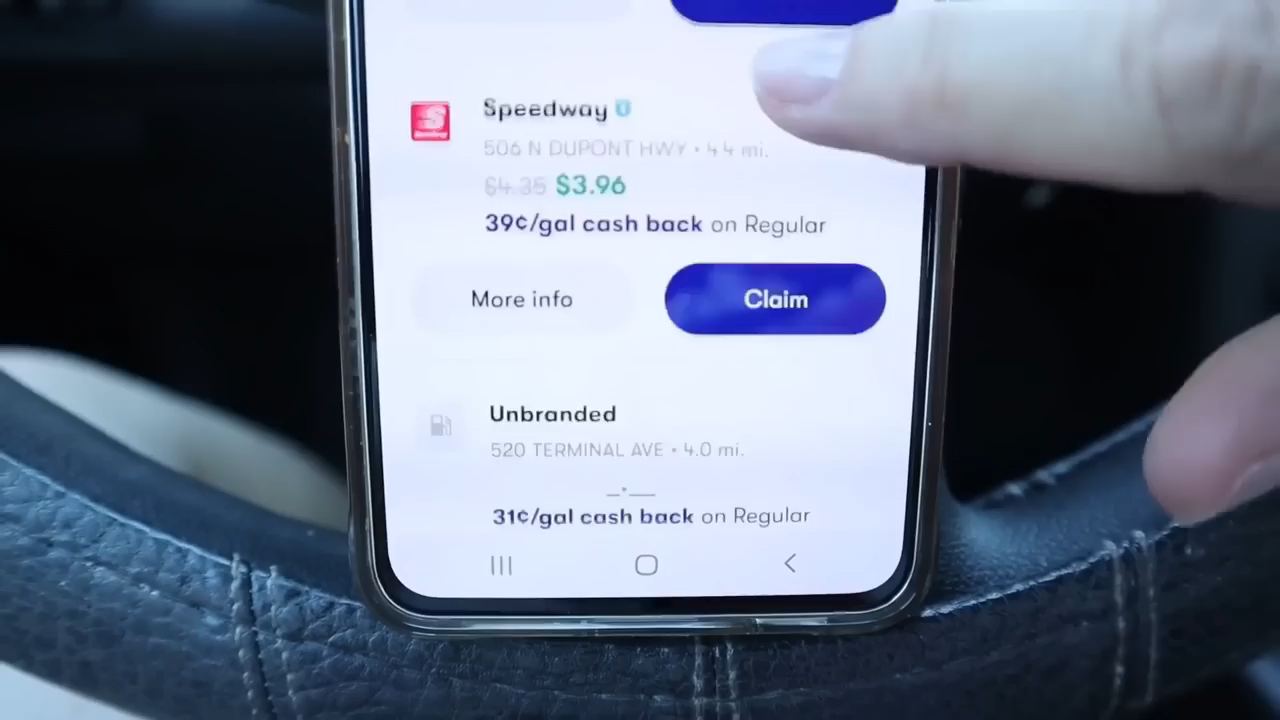 Speedway
506 N DUPONT HWY • 4.4 mi.
$4.35 $3.96
39¢/gal cash back on Regular
More info
Claim
Unbranded
520 TERMINAL AVE • 4.0 mi.
31¢/gal cash back on Regular